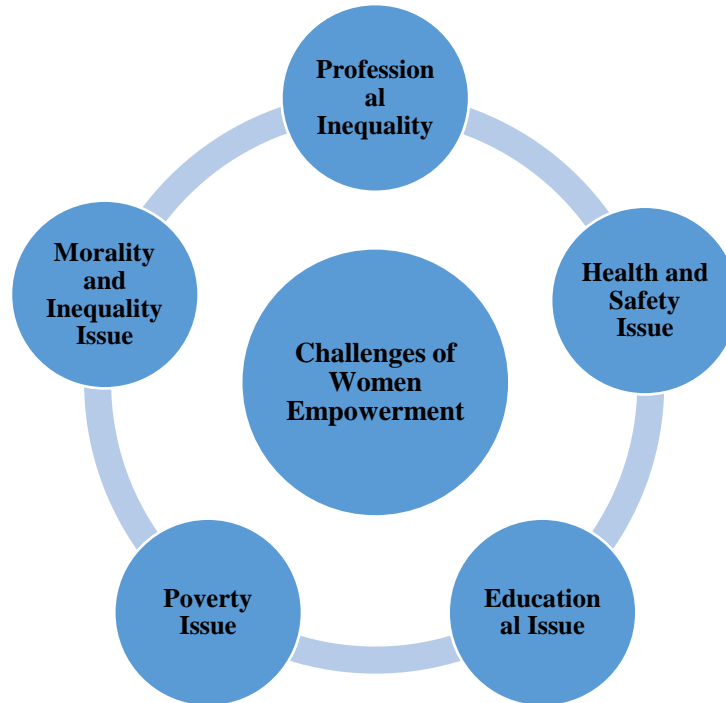 Profession
al
Inequality
Health and
Safety
Issue
Education
al Issue
Poverty
Issue
Morality
and
Inequality
Issue
Challenges of
Women
Empowerment